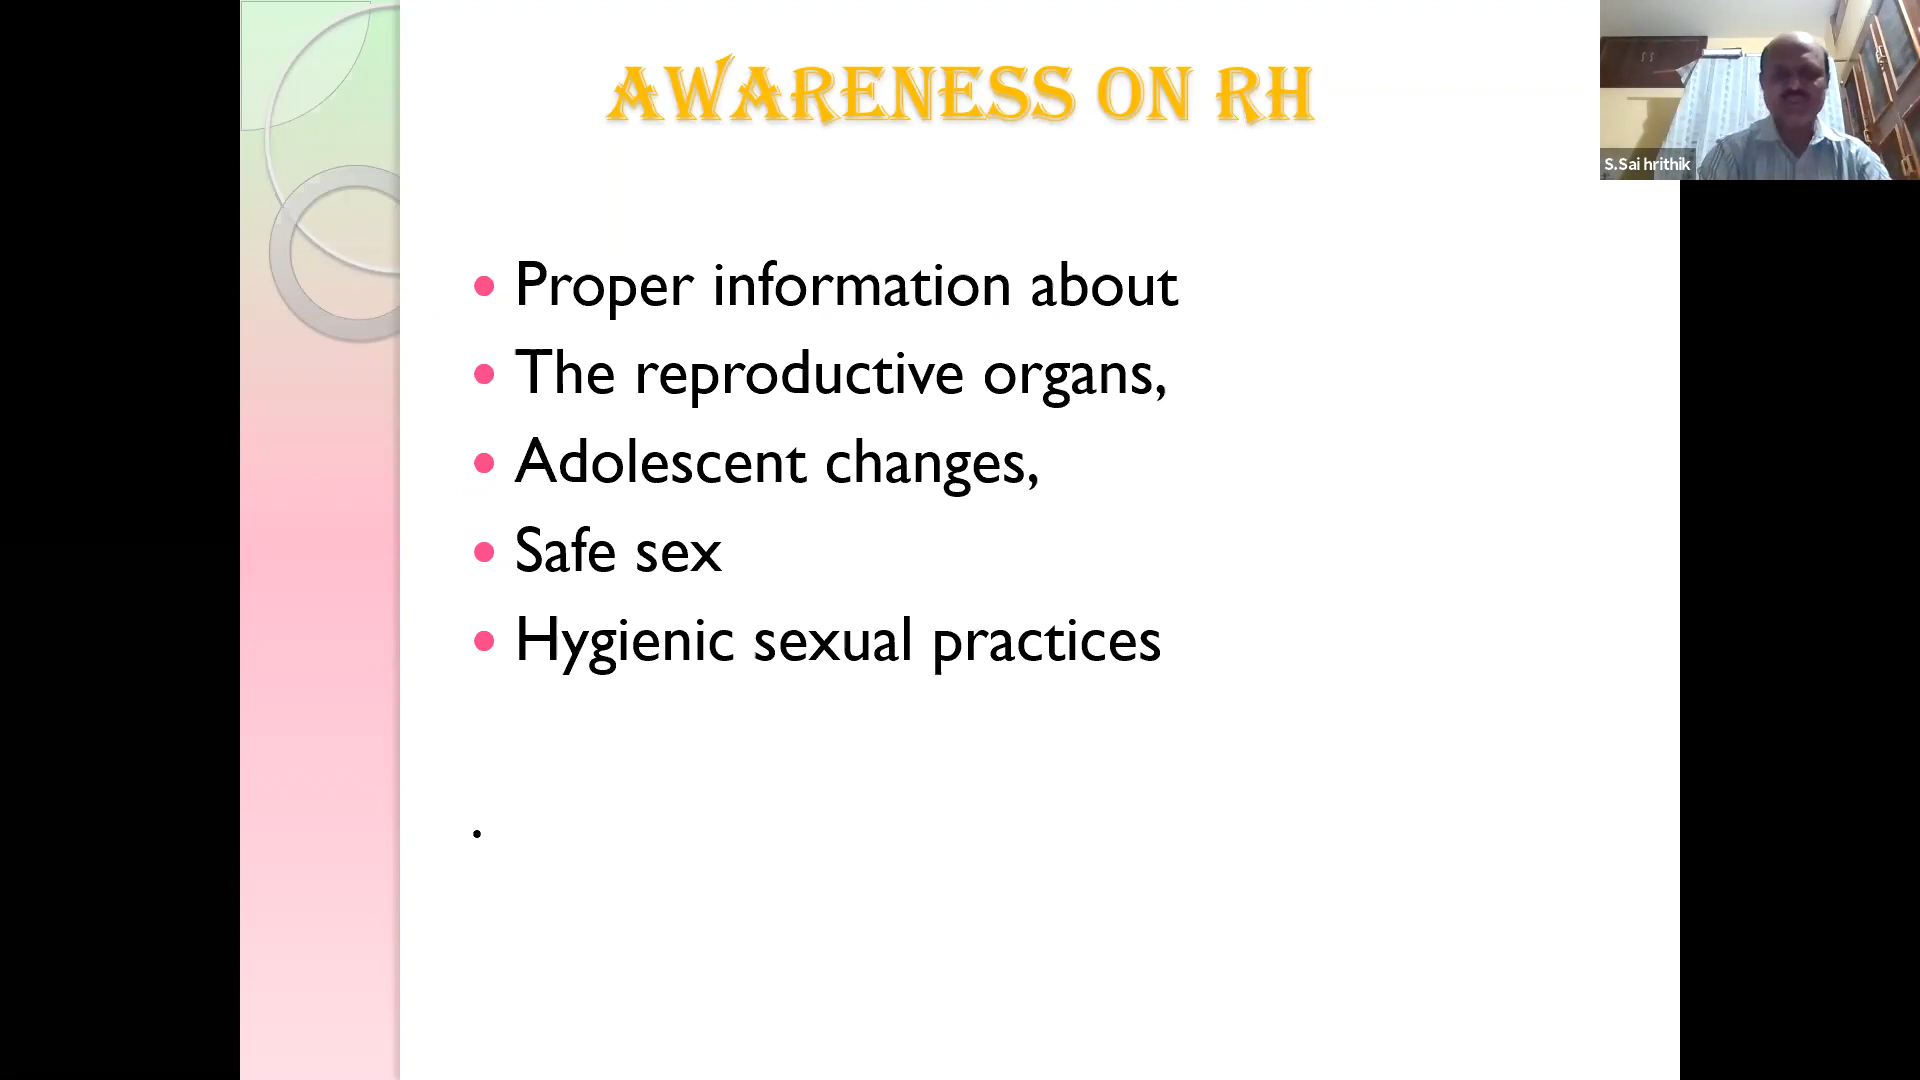 AWARENESS ON RH
S.Sai hrithik
• Proper information about
• The reproductive organs,
• Adolescent changes,
• Safe sex
• Hygienic sexual practices
.